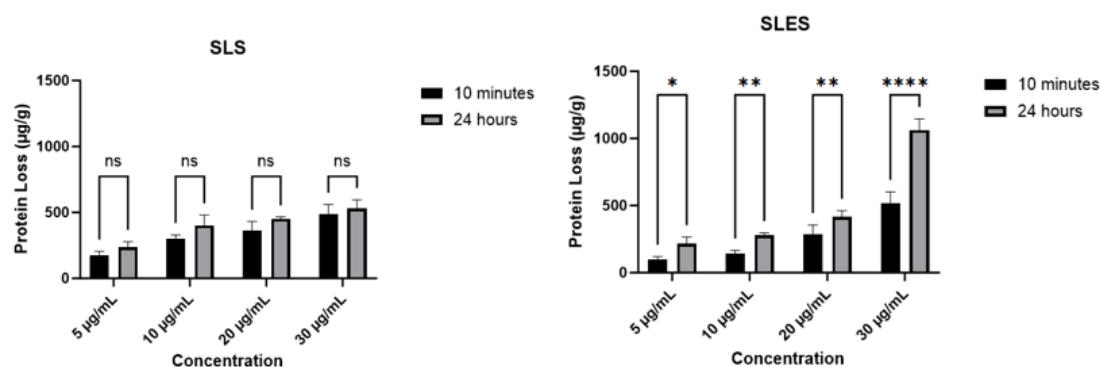 SLS
1500
1000
500
0
Protein Loss (µg/g)
ns
ns
ns
ns
5 µg/mL
10 µg/mL
20 µg/mL
30 µg/mL
Concentration
10 minutes
24 hours
SLES
1500
1000
500
0
Protein Loss (µg/g)
*
**
**
****
5 µg/mL
10 µg/mL
20 µg/mL
30 µg/mL
Concentration
10 minutes
24 hours